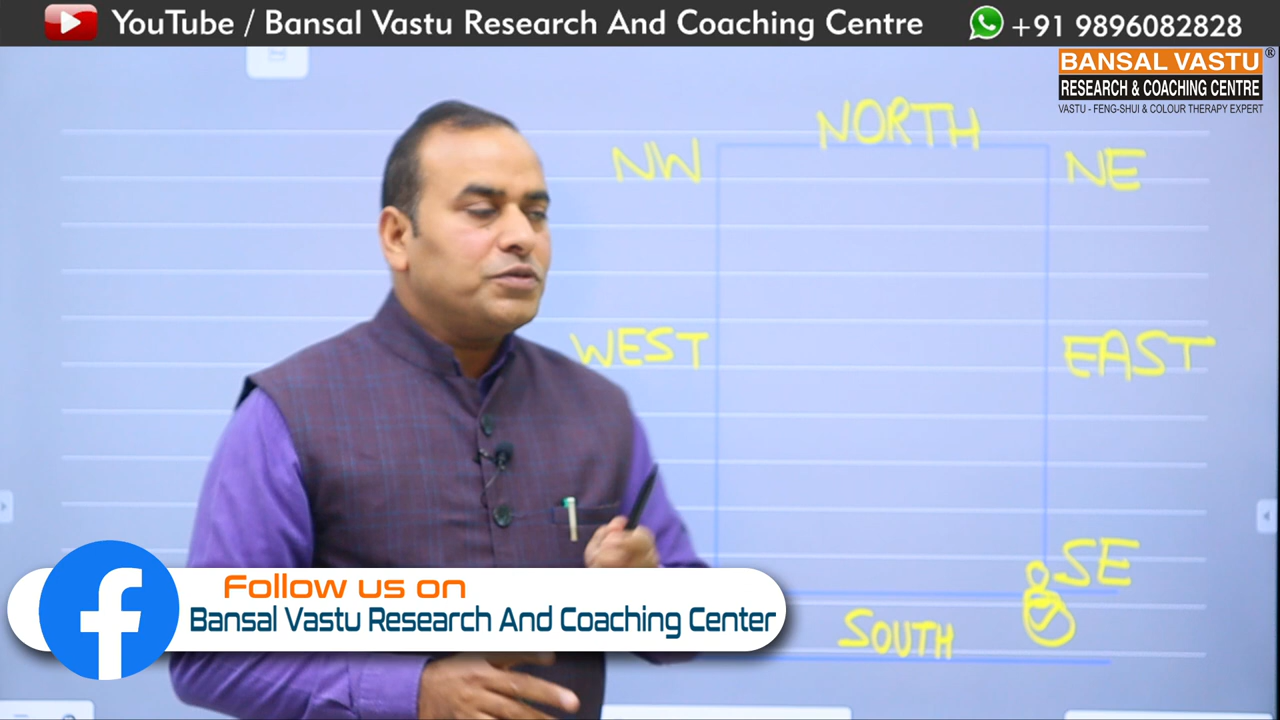 YouTube / Bansal Vastu Research And Coaching Centre
+91 9896082828
BANSAL VASTU®
RESEARCH & COACHING CENTRE
VASTU - FENG-SHUI & COLOUR THERAPY EXPERT
NORTH
NW
NE
WEST
EAST
SE
SOUTH
f
Follow us on
Bansal Vastu Research And Coaching Center